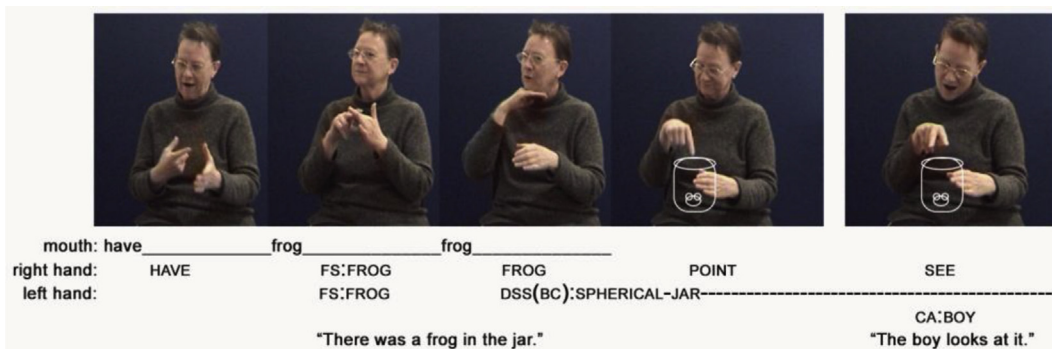 mouth: have____________frog_____________frog_____________
right hand: HAVE FS:FROG FROG POINT SEE
left hand: FS:FROG DSS(BC):SPHERICAL-JAR--------------------------------------------
CA:BOY
"There was a frog in the jar." "The boy looks at it."